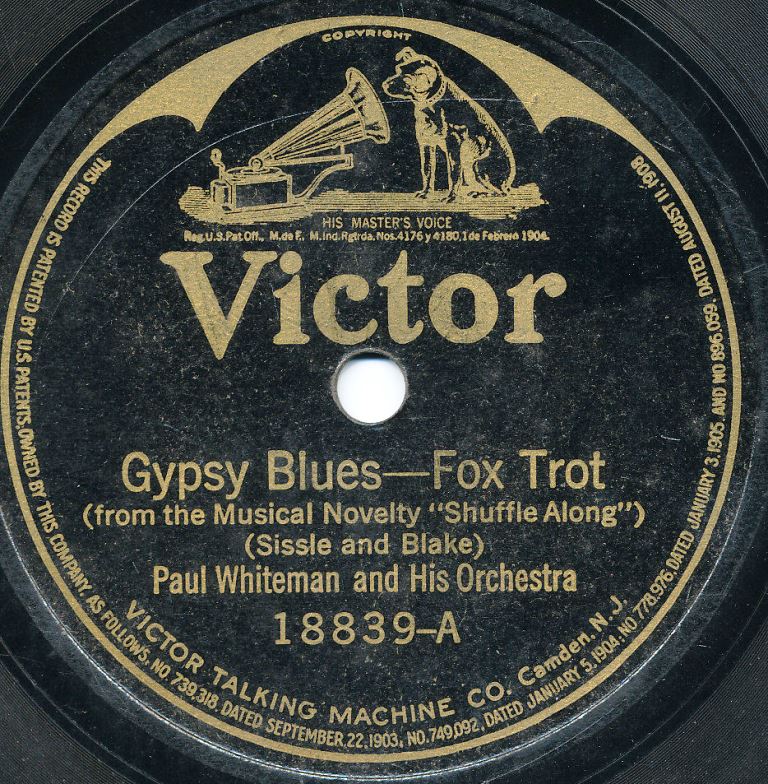 COPYRIGHT
HIS MASTER'S VOICE
Reg.U.S.Pat.Off., M.de F., M.Ind.Rgtrda.Nos.4176 y 4180,1 de Febrero 1904.
Victor
Gypsy Blues—Fox Trot
(from the Musical Novelty "Shuffle Along")
(Sissle and Blake)
Paul Whiteman and His Orchestra
18839-A
VICTOR TALKING MACHINE CO. Camden, N.J.
THIS RECORD IS PATENTED BY U.S. PATENTS, OWNED BY THIS COMPANY AS FOLLOWS, NO. 739,318 DATED SEPTEMBER 22, 1903, NO. 749,092, DATED JANUARY 5, 1904, NO. 778,976, DATED JANUARY 3, 1905, AND NO 896,059, DATED AUGUST 11, 1908